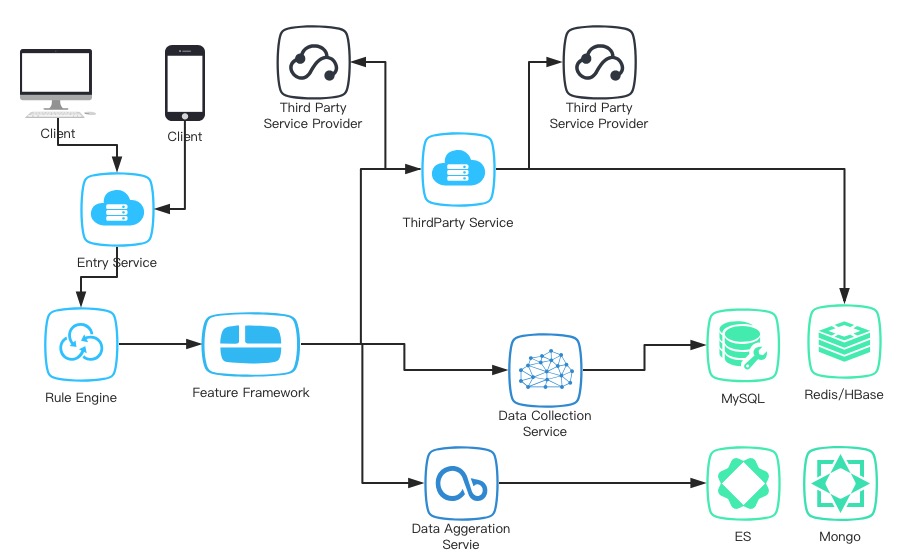 Client
Client
Third Party
Service Provider
Third Party
Service Provider
ThirdParty Service
Entry Service
Rule Engine
Feature Framework
Data Collection
Service
MySQL
Redis/HBase
Data Aggeration
Servie
ES
Mongo